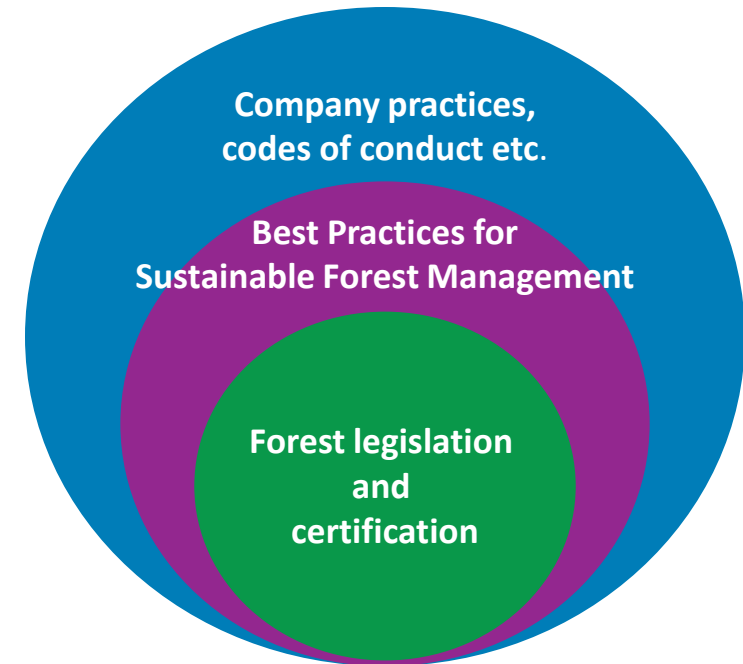 Company practices,
codes of conduct etc.
Best Practices for
Sustainable Forest Management
Forest legislation
and
certification